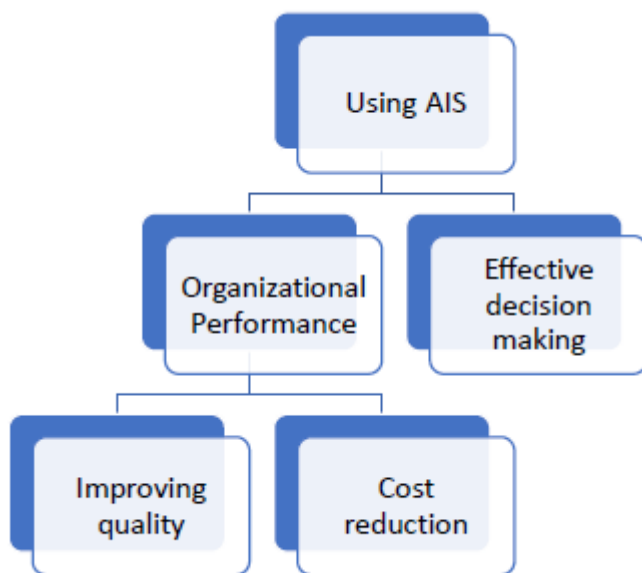 Using AIS
Organizational
Performance
Effective
decision
making
Improving
quality
Cost
reduction